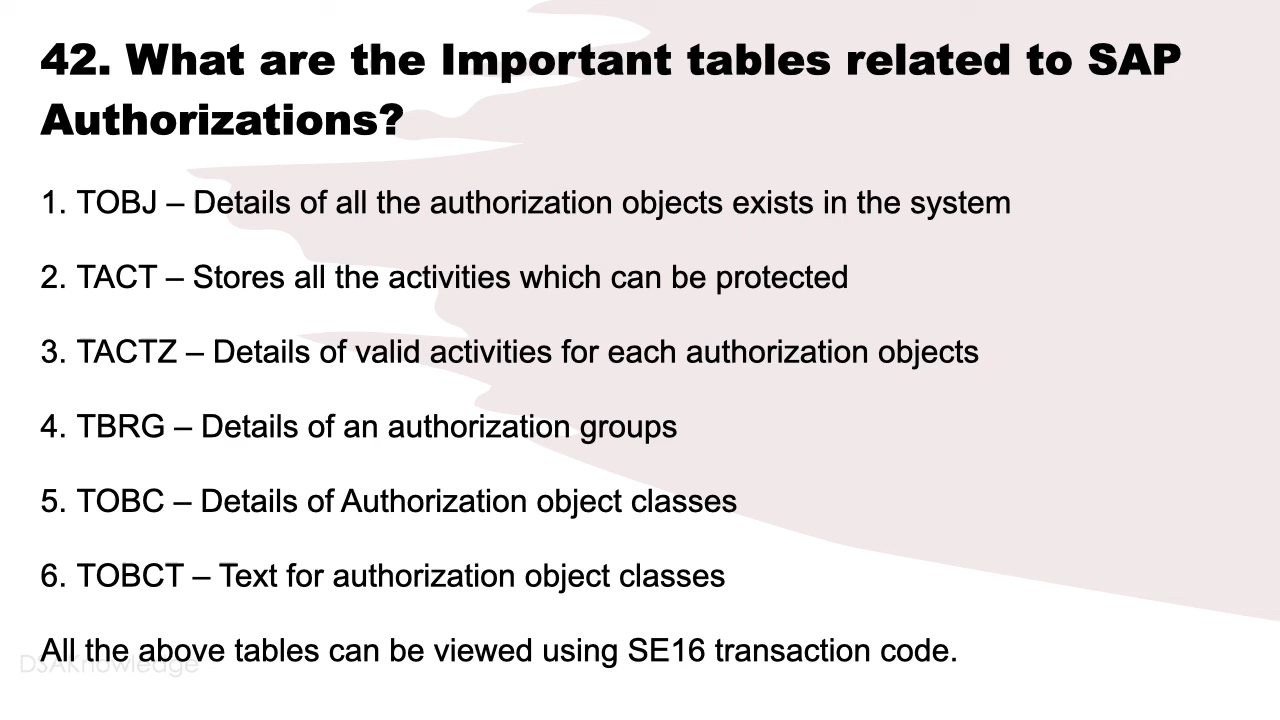 42. What are the Important tables related to SAP
Authorizations?
1. TOBJ – Details of all the authorization objects exists in the system
2. TACT – Stores all the activities which can be protected
3. TACTZ – Details of valid activities for each authorization objects
4. TBRG – Details of an authorization groups
5. TOBC – Details of Authorization object classes
6. TOBCT – Text for authorization object classes
All the above tables can be viewed using SE16 transaction code.
D3AKnowledge